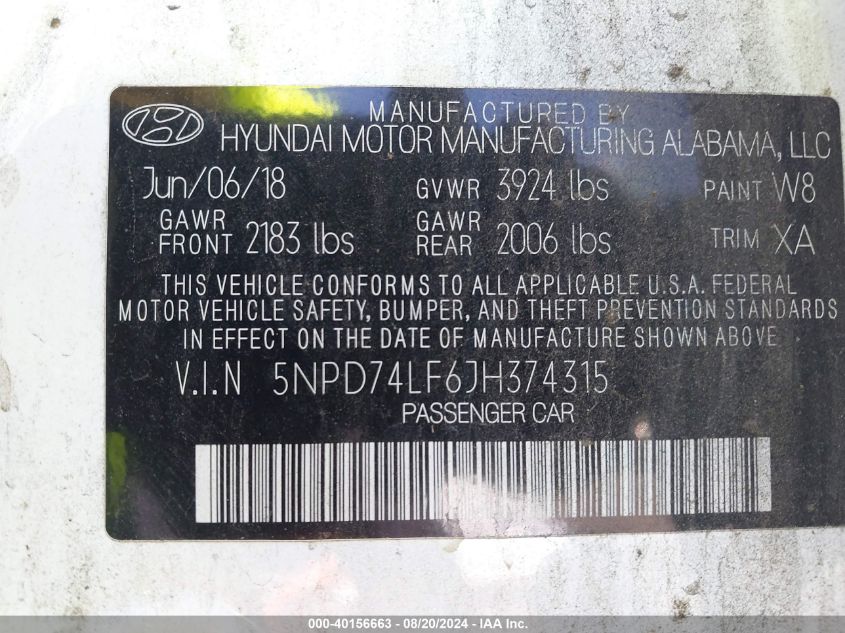 MANUFACTURED BY
HYUNDAI MOTOR MANUFACTURING ALABAMA, LLC
Jun/06/18 GVWR 3924 lbs PAINT W8
GAWR FRONT 2183 lbs GAWR REAR 2006 lbs TRIM XA
THIS VEHICLE CONFORMS TO ALL APPLICABLE U.S.A. FEDERAL
MOTOR VEHICLE SAFETY, BUMPER, AND THEFT PREVENTION STANDARDS
IN EFFECT ON THE DATE OF MANUFACTURE SHOWN ABOVE
V.I.N 5NPD74LF6JH374315
PASSENGER CAR
000-40156663 - 08/20/2024 - IAA Inc.